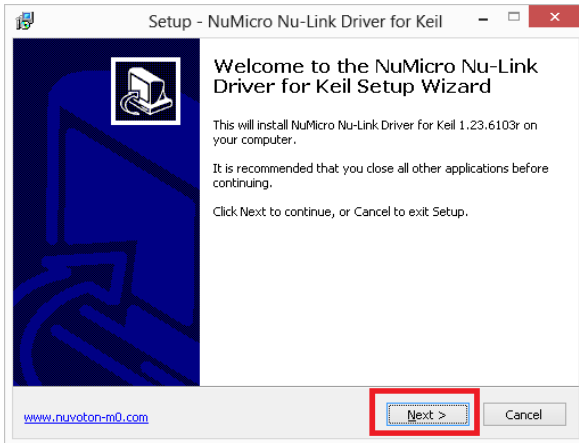 Setup - NuMicro Nu-Link Driver for Keil
Welcome to the NuMicro Nu-Link
Driver for Keil Setup Wizard
This will install NuMicro Nu-Link Driver for Keil 1.23.6103r on
your computer.
It is recommended that you close all other applications before
continuing.
Click Next to continue, or Cancel to exit Setup.
www.nuvoton-m0.com
Next >
Cancel